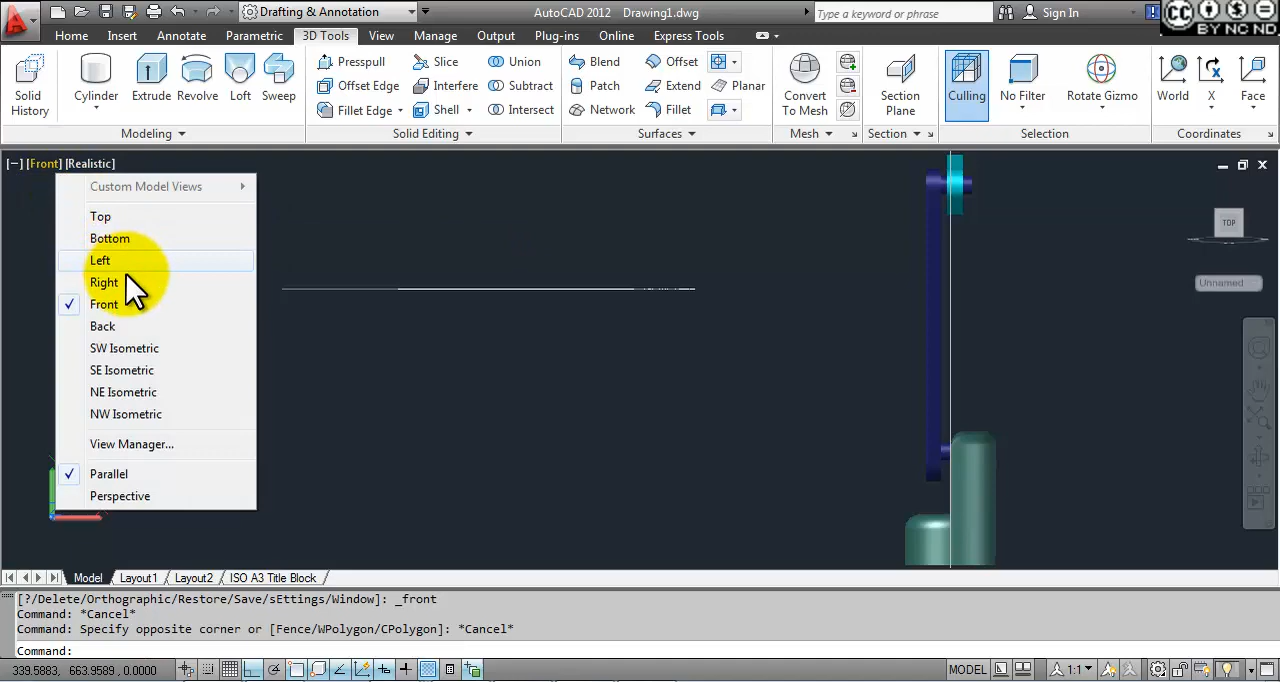 Drafting & Annotation
AutoCAD 2012 Drawing1.dwg
Type a keyword or phrase
Sign In
CC BY NC ND
Home Insert Annotate Parametric 3D Tools View Manage Plug-ins Online Output Express Tools
Solid History
Cylinder
Extrude
Revolve
Loft
Sweep
Presspull
Offset Edge
Fillet Edge
Slice
Interfere
Shell
Union
Subtract
Intersect
Blend
Patch
Network
Offset
Extend
Fillet
Planar
Convert To Mesh
Section Plane
Culling
No Filter
Rotate Gizmo
World
X
Face
Modeling
Solid Editing
Surfaces
Mesh
Section
Selection
Coordinates
[−] [Front] [Realistic]
Custom Model Views
Top
Bottom
Left
Right
Front
Back
SW Isometric
SE Isometric
NE Isometric
NW Isometric
View Manager...
Parallel
Perspective
TOP
Unnamed
Model Layout1 Layout2 ISO A3 Title Block
[?/Delete/Orthographic/Restore/Save/sEttings/Window]: _front
Command: *Cancel*
Command: Specify opposite corner or [Fence/WPolygon/CPolygon]: *Cancel*
Command:
339.5883, 663.9589 , 0.0000
MODEL
1:1